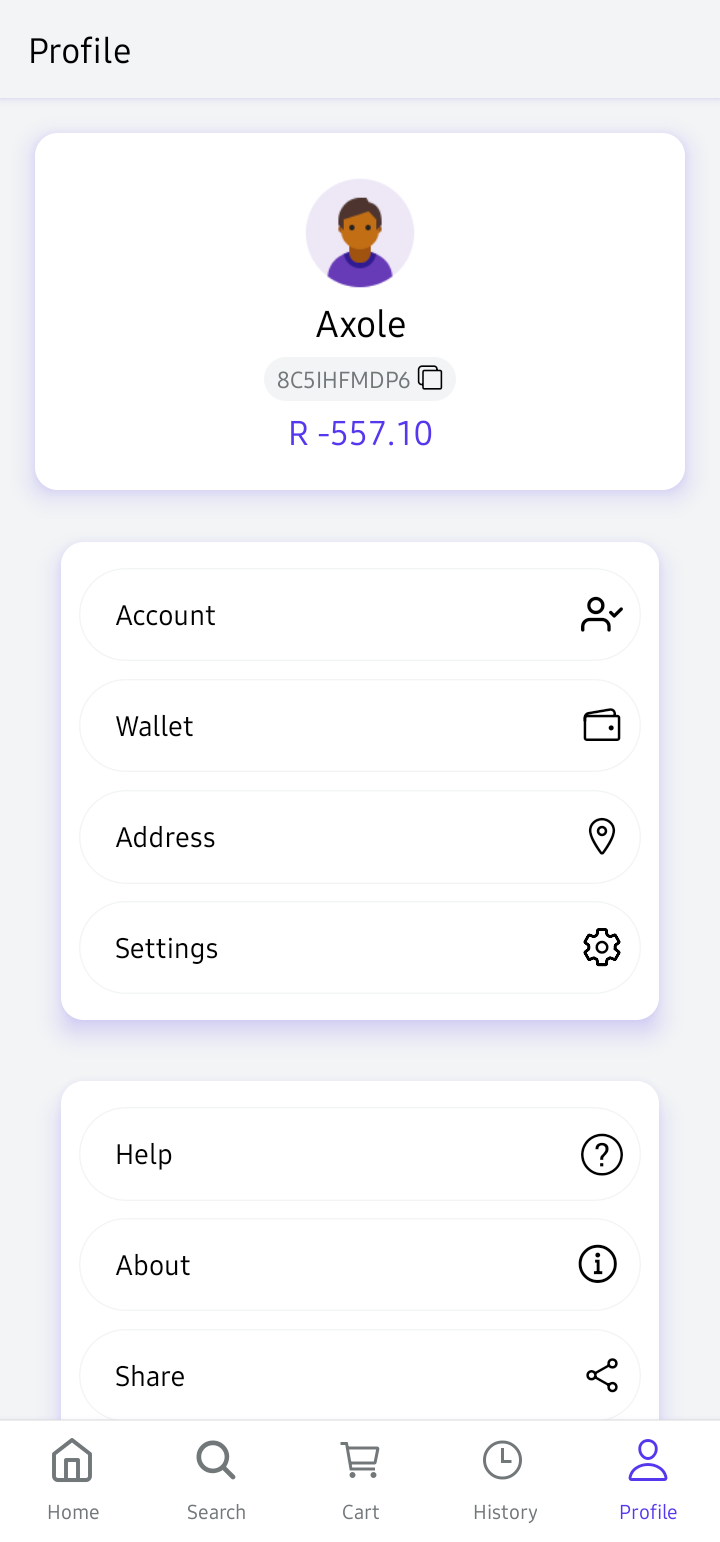 Profile
Axole
8C5IHFMDP6
R -557.10
Account
Wallet
Address
Settings
Help
About
Share
Home
Search
Cart
History
Profile